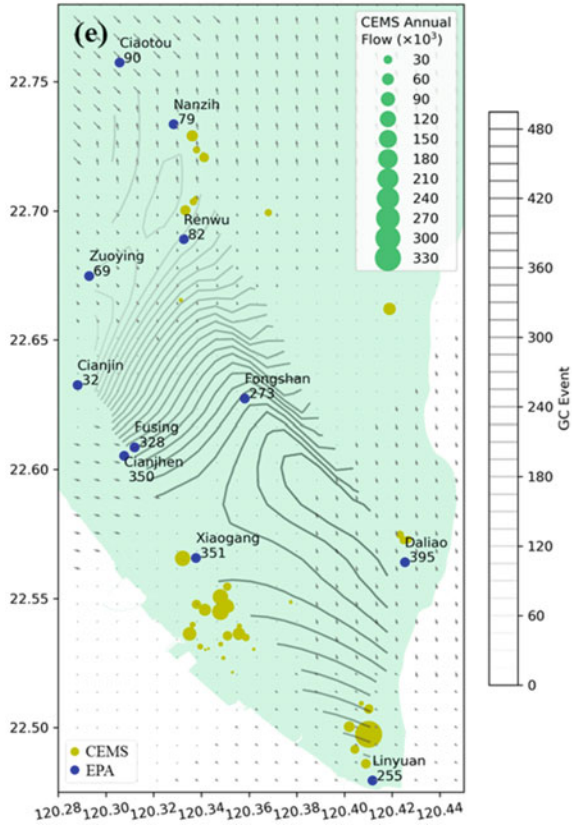 (e)
CEMS Annual
Flow (×10³)
30
60
90
120
150
180
210
240
270
300
330
Ciaotou
90
Nanzih
79
Renwu
82
Zuoying
69
Cianjin
32
Fongshan
273
Fusing
328
Cianjhen
350
Xiaogang
351
Daliao
395
Linyuan
255
CEMS
EPA
22.75
22.70
22.65
22.60
22.55
22.50
120.28 120.30 120.32 120.34 120.36 120.38 120.40 120.42 120.44
480
420
360
300
240
180
120
60
0
GC Event